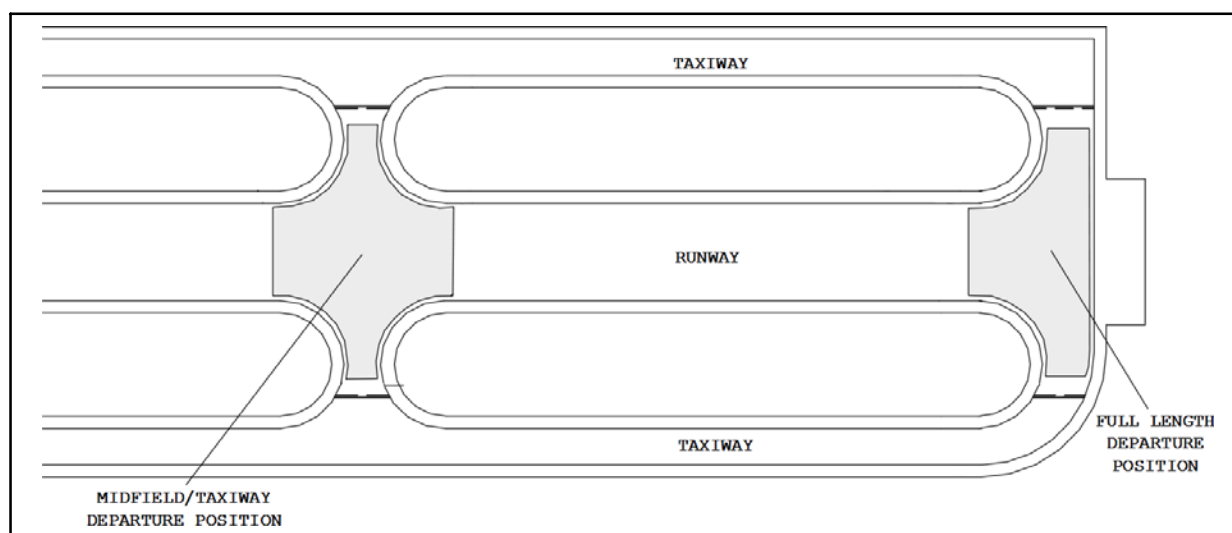 TAXIWAY
RUNWAY
TAXIWAY
FULL LENGTH
DEPARTURE
POSITION
MIDFIELD/TAXIWAY
DEPARTURE POSITION